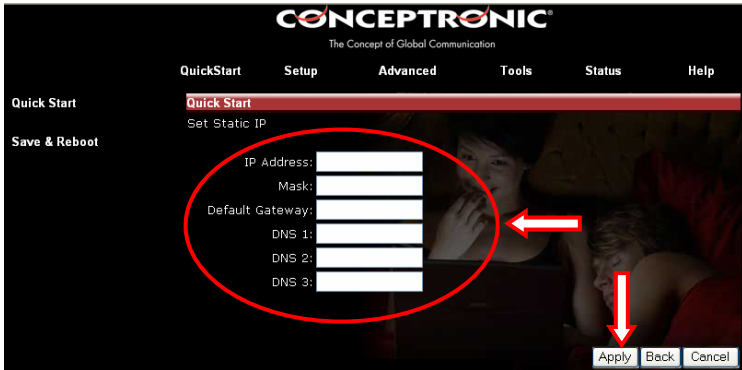 CONCEPTRONIC®
The Concept of Global Communication
QuickStart Setup Advanced Tools Status Help
Quick Start
Save & Reboot
Quick Start
Set Static IP
IP Address:
Mask:
Default Gateway:
DNS 1:
DNS 2:
DNS 3:
Apply Back Cancel